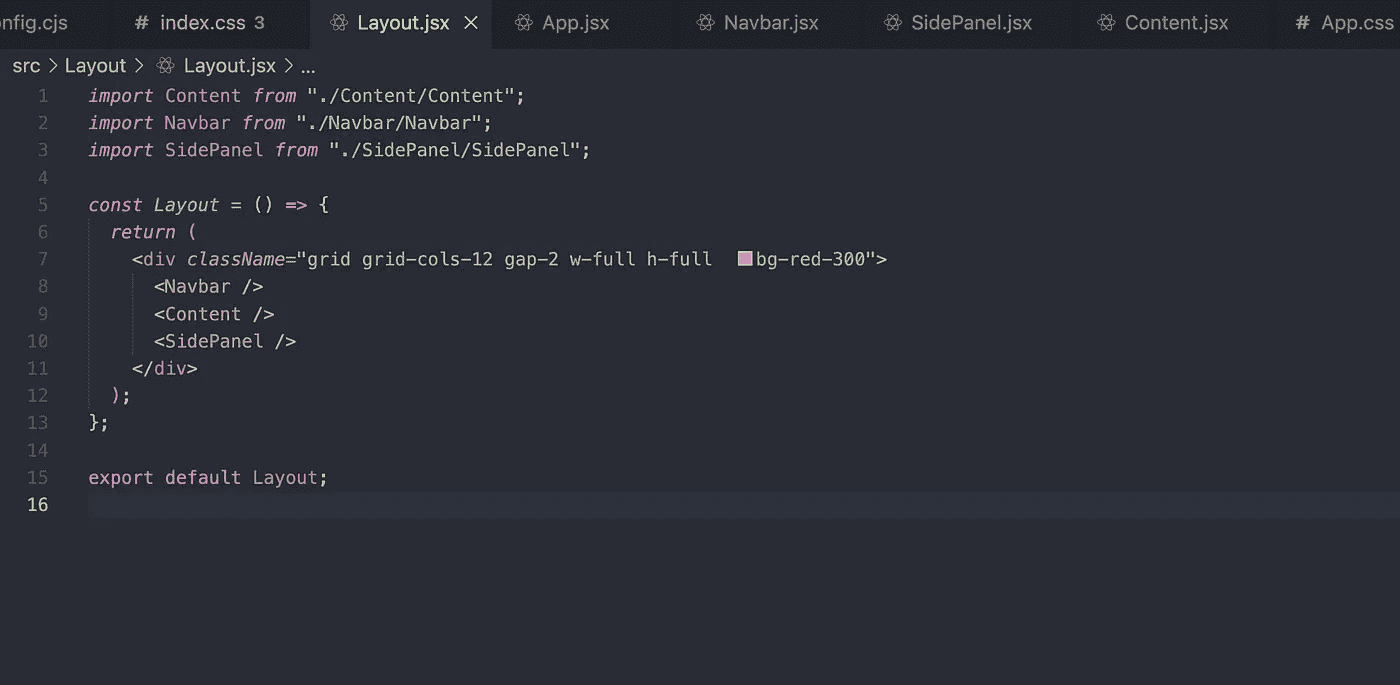 nfig.cjs # index.css 3 Layout.jsx × App.jsx Navbar.jsx SidePanel.jsx Content.jsx # App.css
src > Layout > Layout.jsx > ...
1 import Content from "./Content/Content";
2 import Navbar from "./Navbar/Navbar";
3 import SidePanel from "./SidePanel/SidePanel";
4
5 const Layout = () => {
6 return (
7 <div className="grid grid-cols-12 gap-2 w-full h-full bg-red-300">
8 <Navbar />
9 <Content />
10 <SidePanel />
11 </div>
12 );
13 };
14
15 export default Layout;
16